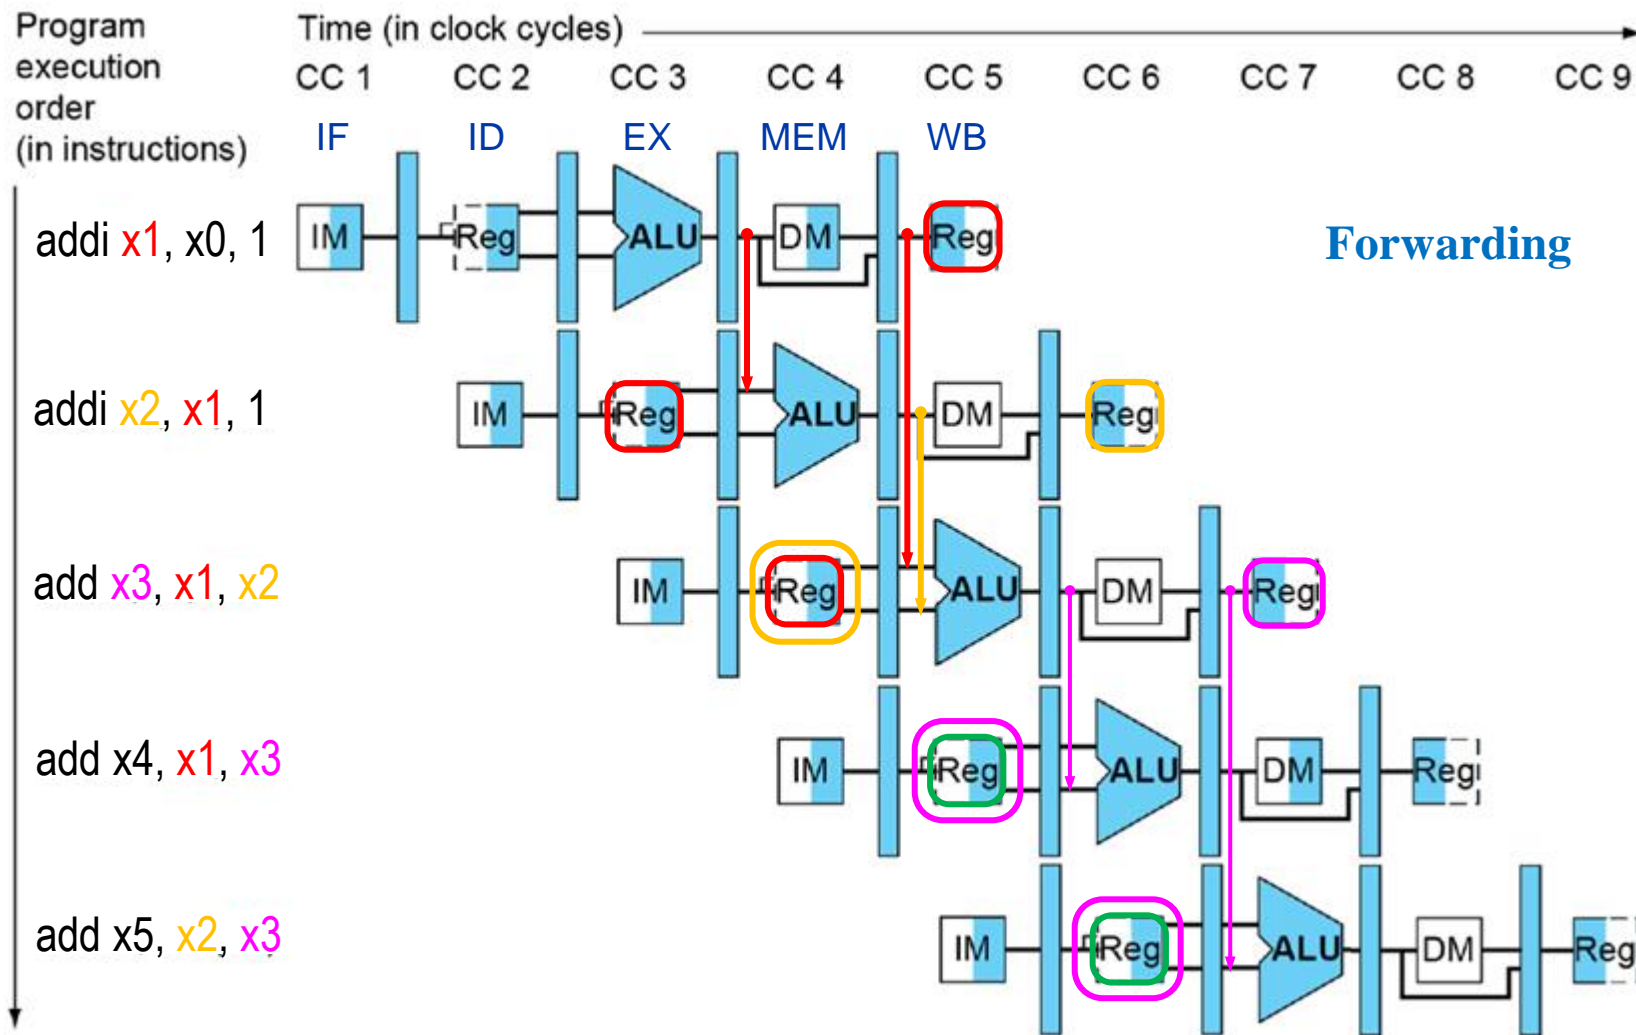 Program
execution
order
(in instructions)
Time (in clock cycles)
CC 1 CC 2 CC 3 CC 4 CC 5 CC 6 CC 7 CC 8 CC 9
IF ID EX MEM WB
Forwarding
addi x1, x0, 1 IM Reg ALU DM Reg
addi x2, x1, 1 IM Reg ALU DM Reg
add x3, x1, x2 IM Reg ALU DM Reg
add x4, x1, x3 IM Reg ALU DM Reg
add x5, x2, x3 IM Reg ALU DM Reg